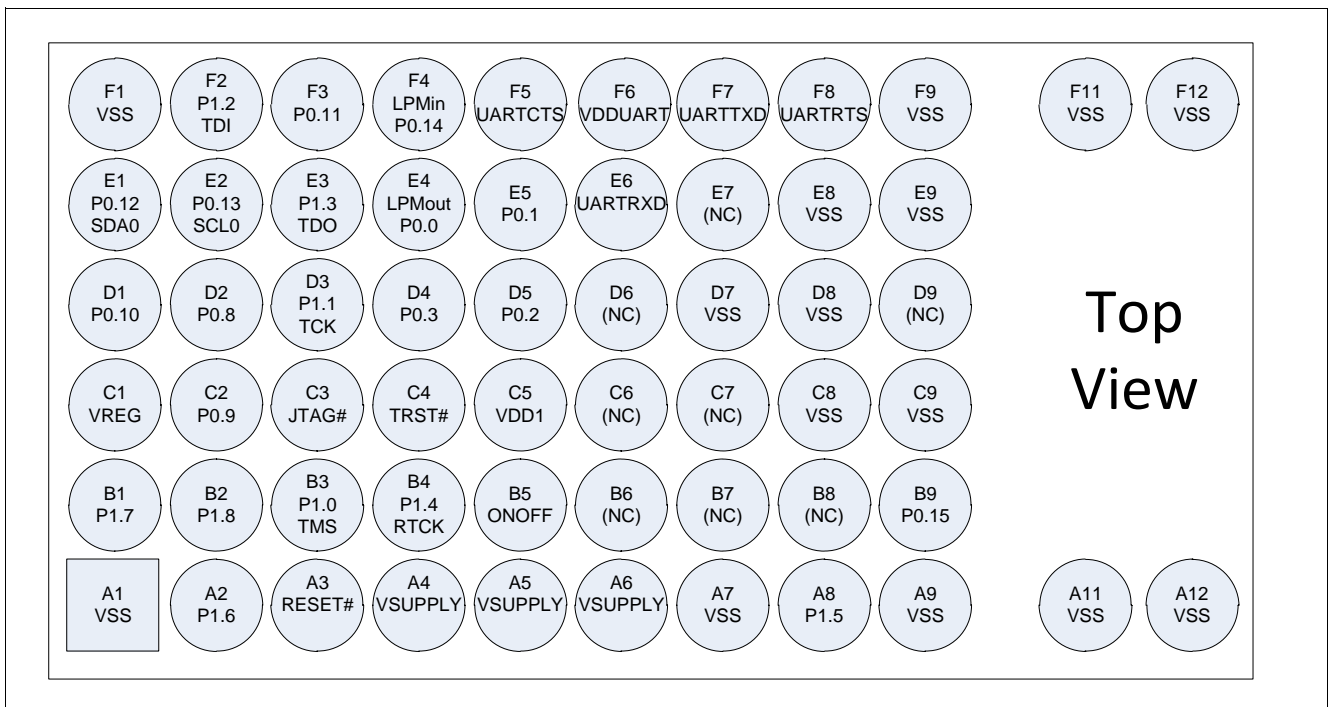 F1
VSS
F2
P1.2
TDI
F3
P0.11
F4
LPMin
P0.14
F5
UARTCTS
F6
VDDUART
F7
UARTTXD
F8
UARTRTS
F9
VSS
F11
VSS
F12
VSS
E1
P0.12
SDA0
E2
P0.13
SCL0
E3
P1.3
TDO
E4
LPMout
P0.0
E5
P0.1
E6
UARTRXD
E7
(NC)
E8
VSS
E9
VSS
D1
P0.10
D2
P0.8
D3
P1.1
TCK
D4
P0.3
D5
P0.2
D6
(NC)
D7
VSS
D8
VSS
D9
(NC)
Top
View
C1
VREG
C2
P0.9
C3
JTAG#
C4
TRST#
C5
VDD1
C6
(NC)
C7
(NC)
C8
VSS
C9
VSS
B1
P1.7
B2
P1.8
B3
P1.0
TMS
B4
P1.4
RTCK
B5
ONOFF
B6
(NC)
B7
(NC)
B8
(NC)
B9
P0.15
A1
VSS
A2
P1.6
A3
RESET#
A4
VSUPPLY
A5
VSUPPLY
A6
VSUPPLY
A7
VSS
A8
P1.5
A9
VSS
A11
VSS
A12
VSS